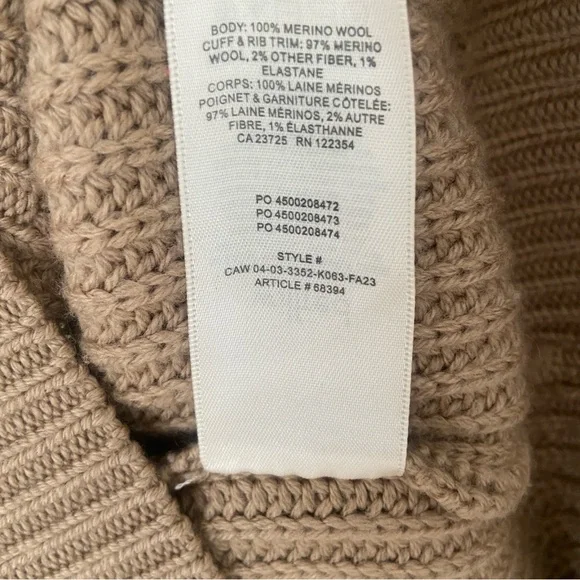 BODY: 100% MERINO WOOL
CUFF & RIB TRIM: 97% MERINO
WOOL, 2% OTHER FIBER, 1%
ELASTANE
CORPS: 100% LAINE MÉRINOS
POIGNET & GARNITURE CÔTELÉE:
97% LAINE MÉRINOS, 2% AUTRE
FIBRE, 1% ÉLASTHANNE
CA 23725 RN 122354
PO 4500208472
PO 4500208473
PO 4500208474
STYLE #
CAW 04-03-3352-K063-FA23
ARTICLE # 68394